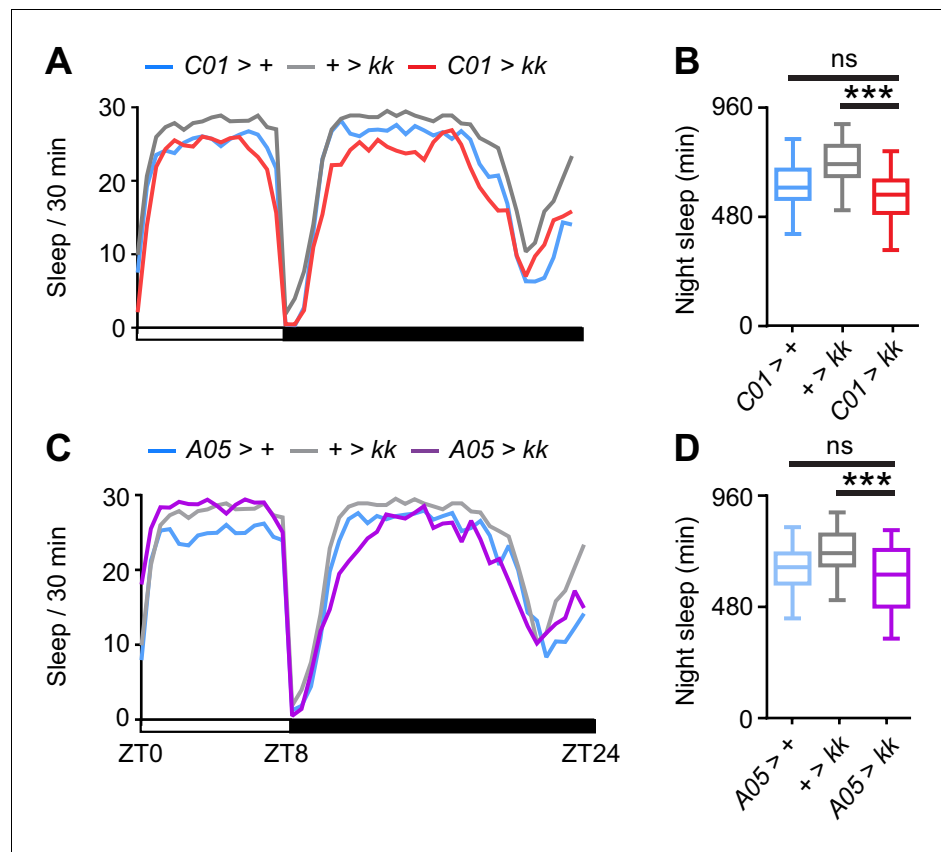 A
C01 > + + > kk C01 > kk
Sleep / 30 min
30
20
10
0
B
ns
***
Night sleep (min)
960
480
0
C01 > +
+ > kk
C01 > kk
C
A05 > + + > kk A05 > kk
Sleep / 30 min
30
20
10
0
ZT0 ZT8 ZT24
D
ns
***
Night sleep (min)
960
480
0
A05 > +
+ > kk
A05 > kk